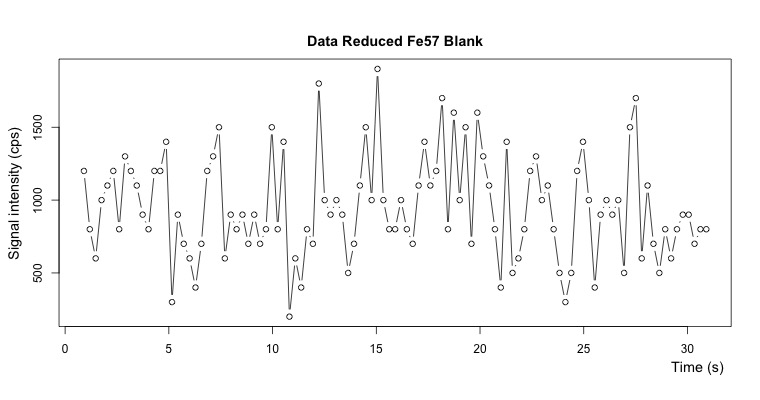 Data Reduced Fe57 Blank
Signal intensity (cps)
1500
1000
500
0 5 10 15 20 25 30
Time (s)